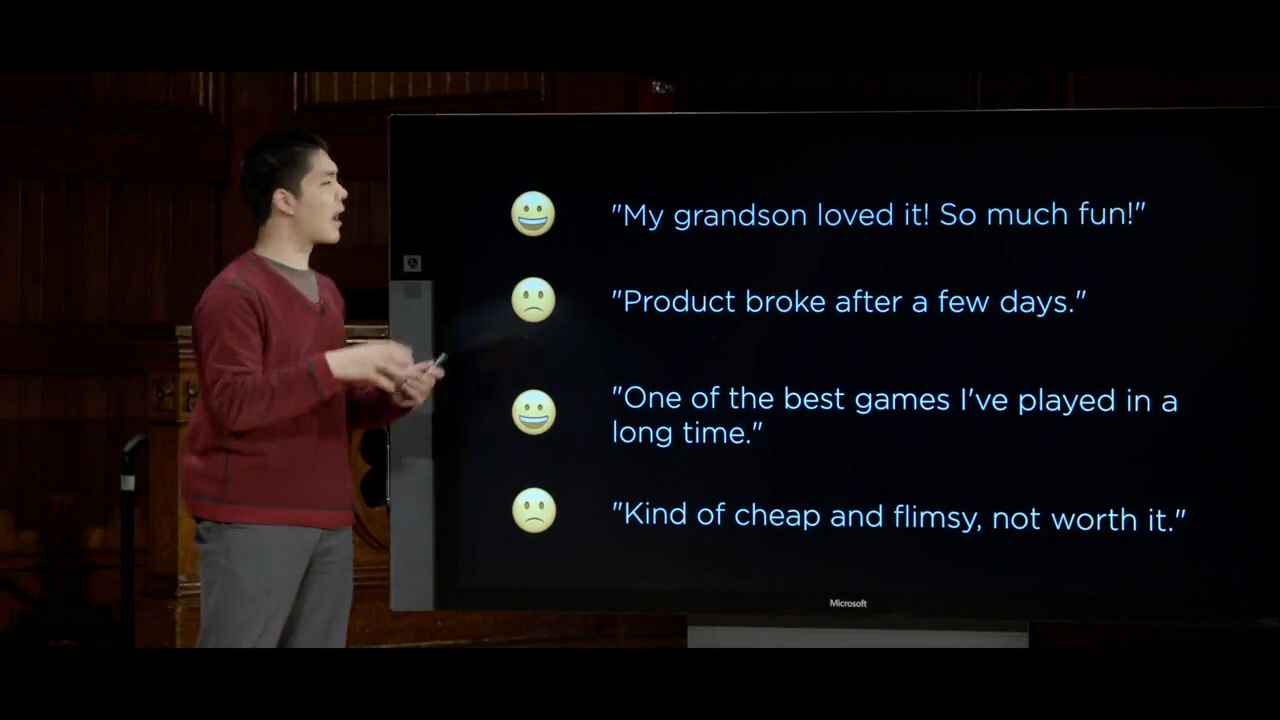 "My grandson loved it! So much fun!"
"Product broke after a few days."
"One of the best games I've played in a
long time."
"Kind of cheap and flimsy, not worth it."
Microsoft